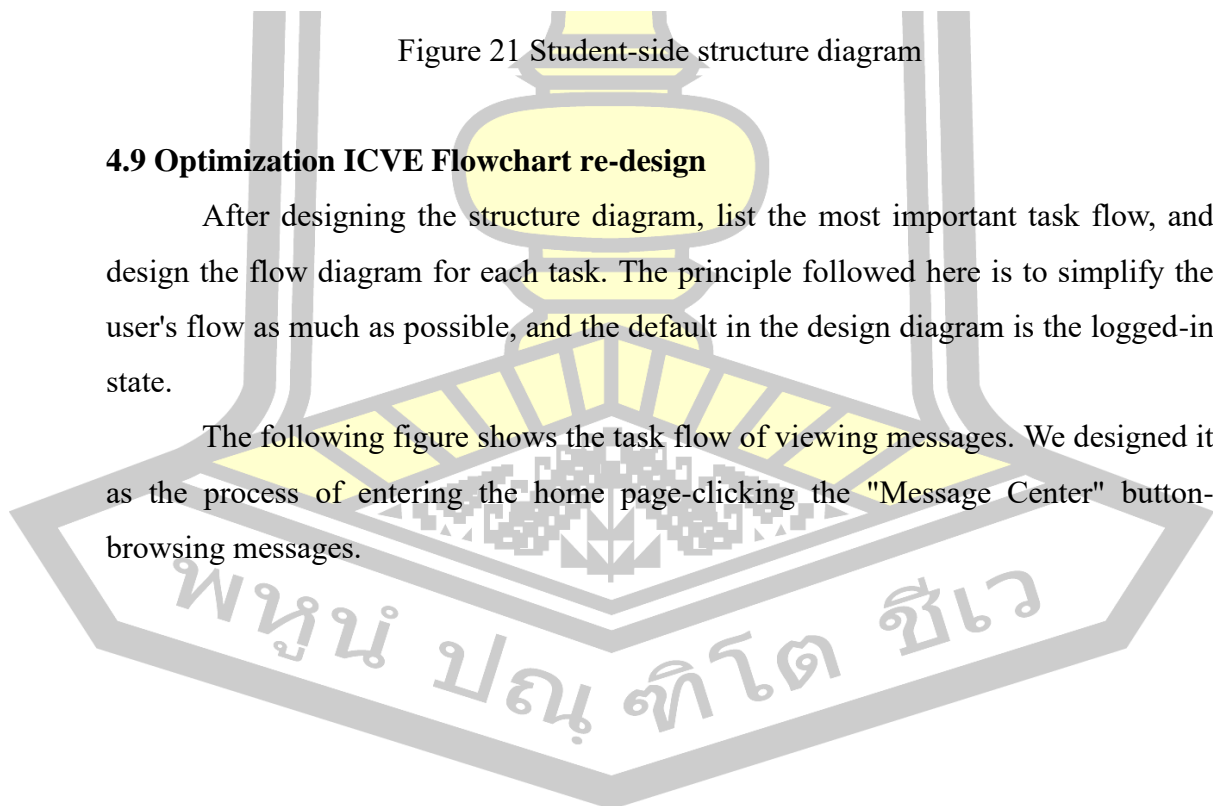 Figure 21 Student-side structure diagram
4.9 Optimization ICVE Flowchart re-design
After designing the structure diagram, list the most important task flow, and
design the flow diagram for each task. The principle followed here is to simplify the
user's flow as much as possible, and the default in the design diagram is the logged-in
state.
The following figure shows the task flow of viewing messages. We designed it
as the process of entering the home page-clicking the "Message Center" button-
browsing messages.
พหูนํ ปณฺฑิโต ชีเว